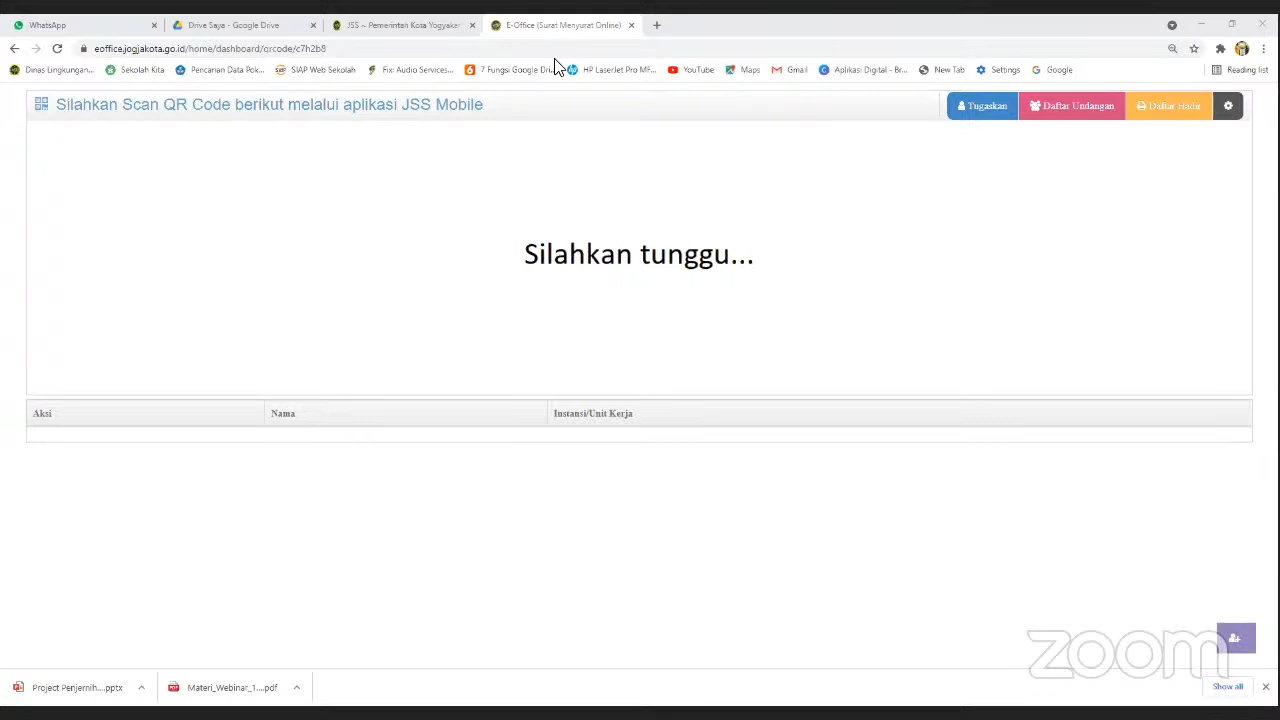 WhatsApp
Drive Saya - Google Drive
JSS – Pemerintah Kota Yogyakar
E-Office (Surat Menyurat Online)
eoffice.jogjakota.go.id/home/dashboard/qrcode/c7h2b8
Dinas Lingkungan...
Sekolah Kita
Pencarian Data Pok...
SIAP Web Sekolah
Fix: Audio Services...
7 Fungsi Google Dri
HP LaserJet Pro MF...
YouTube
Maps
Gmail
Aplikasi Digital - Br...
New Tab
Settings
Google
Reading list
Silahkan Scan QR Code berikut melalui aplikasi JSS Mobile
Tugaskan
Daftar Undangan
Daftar Hadir
Silahkan tunggu...
Aksi
Nama
Instansi/Unit Kerja
zoom
Project Penjernih....pptx
Materi_Webinar_1....pdf
Show all